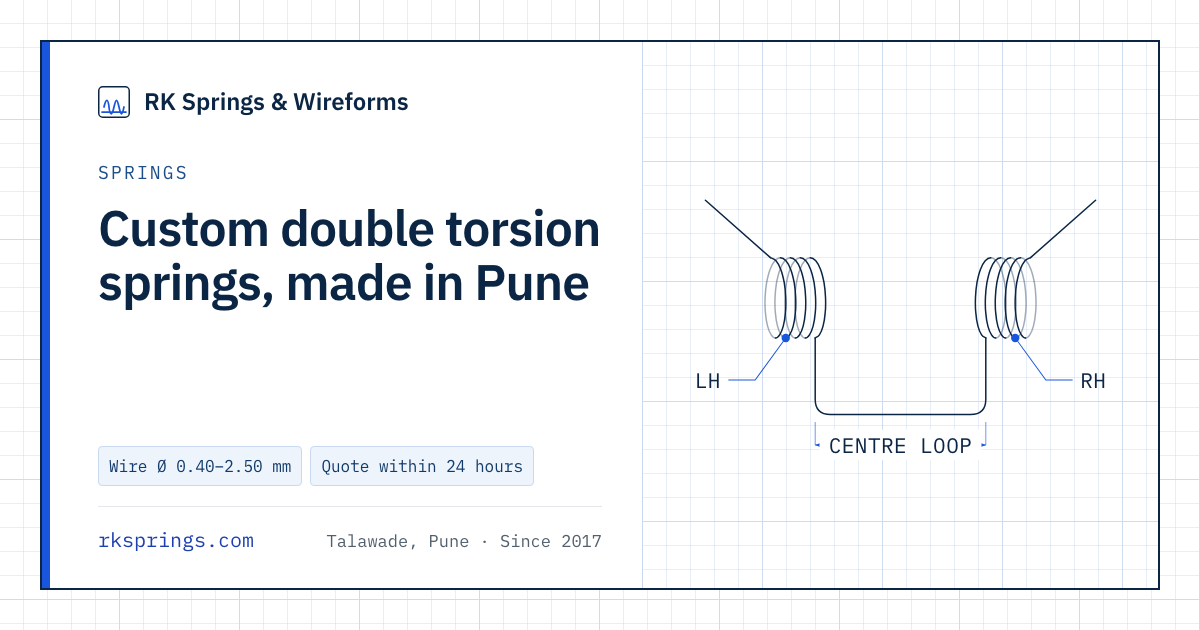 RK Springs & Wireforms
SPRINGS
Custom double torsion
springs, made in Pune
Wire Ø 0.40–2.50 mm
Quote within 24 hours
rksprings.com
Talawade, Pune · Since 2017
LH
RH
CENTRE LOOP